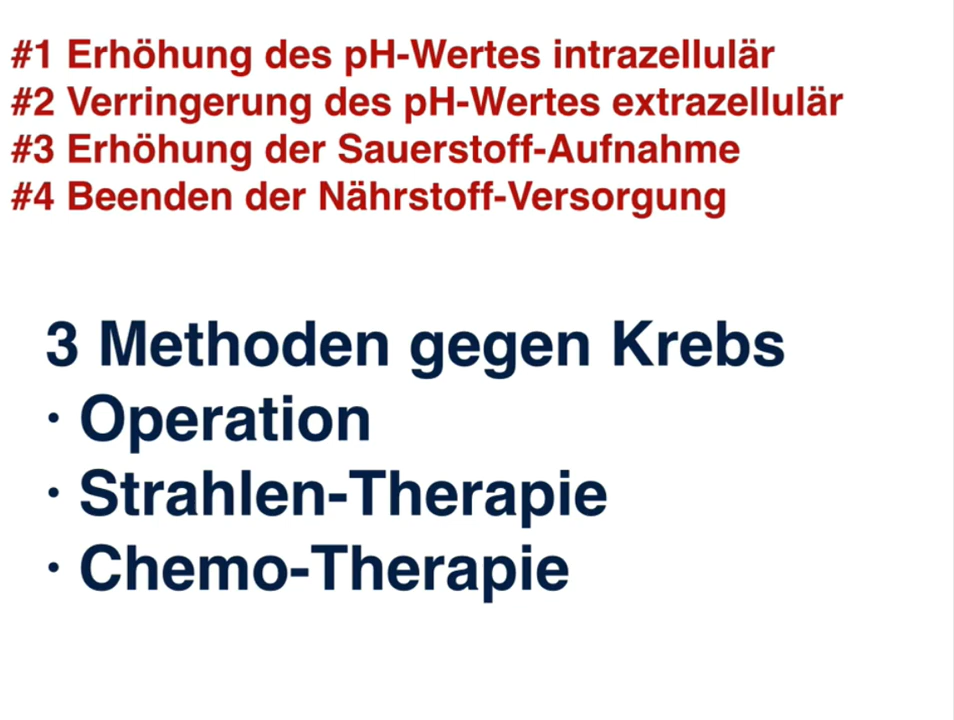 #1 Erhöhung des pH-Wertes intrazellulär
#2 Verringerung des pH-Wertes extrazellulär
#3 Erhöhung der Sauerstoff-Aufnahme
#4 Beenden der Nährstoff-Versorgung
3 Methoden gegen Krebs
· Operation
· Strahlen-Therapie
· Chemo-Therapie